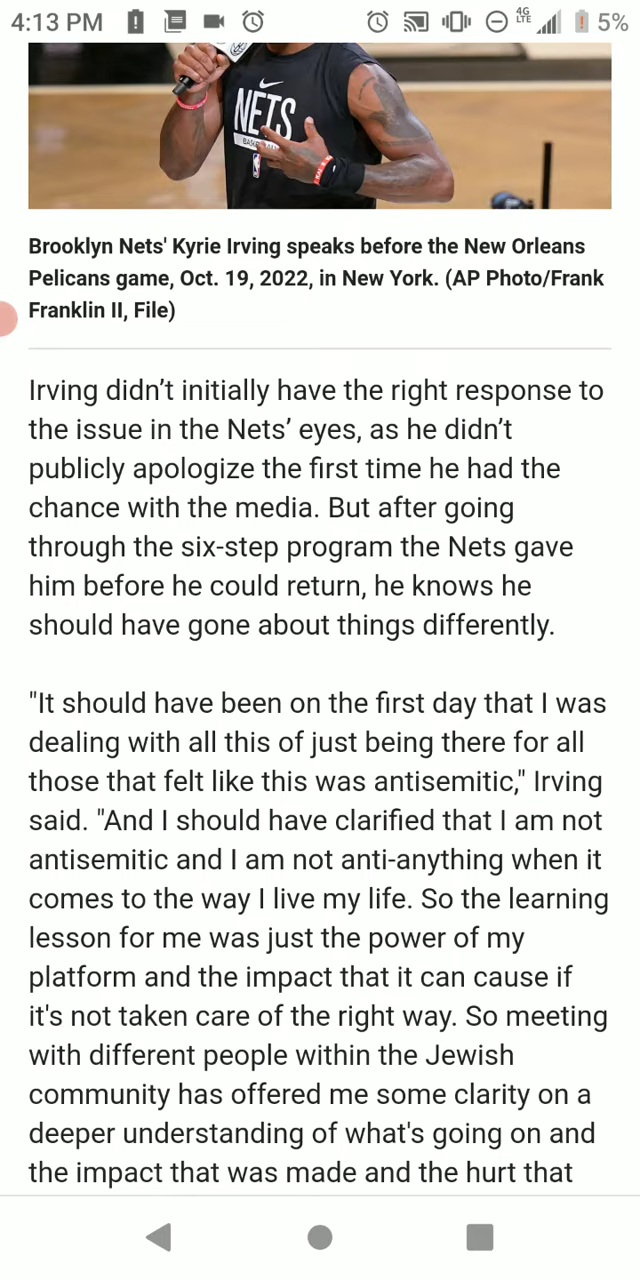 4:13 PM 4G LTE 5%
NETS
Brooklyn Nets' Kyrie Irving speaks before the New Orleans
Pelicans game, Oct. 19, 2022, in New York. (AP Photo/Frank
Franklin II, File)
Irving didn’t initially have the right response to
the issue in the Nets’ eyes, as he didn’t
publicly apologize the first time he had the
chance with the media. But after going
through the six-step program the Nets gave
him before he could return, he knows he
should have gone about things differently.
"It should have been on the first day that I was
dealing with all this of just being there for all
those that felt like this was antisemitic," Irving
said. "And I should have clarified that I am not
antisemitic and I am not anti-anything when it
comes to the way I live my life. So the learning
lesson for me was just the power of my
platform and the impact that it can cause if
it's not taken care of the right way. So meeting
with different people within the Jewish
community has offered me some clarity on a
deeper understanding of what's going on and
the impact that was made and the hurt that